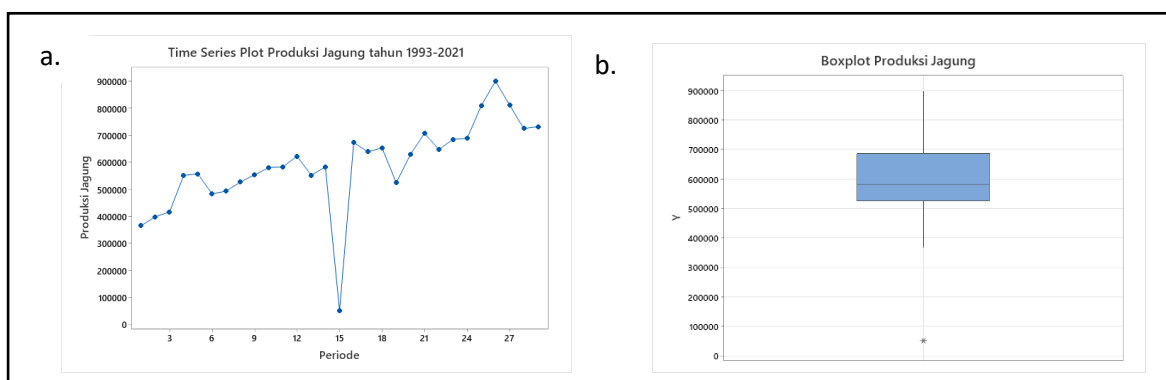 a.
Time Series Plot Produksi Jagung tahun 1993-2021
900000
800000
700000
600000
500000
400000
300000
200000
100000
0
Produksi Jagung
3 6 9 12 15 18 21 24 27
Periode
b.
Boxplot Produksi Jagung
900000
800000
700000
600000
500000
400000
300000
200000
100000
0
Y
*